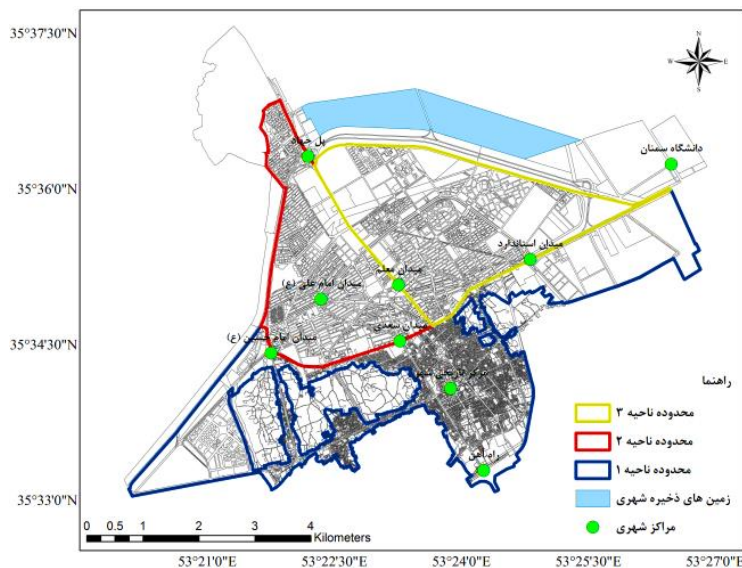 35°37'30"N
N
W
E
S
پل جهاد
دانشگاه سمنان
35°36'0"N
میدان استاندارد
میدان معلم
میدان امام علی (ع)
35°34'30"N
میدان سعدی
میدان امام حسین (ع)
مرکز تاریخی شهر
راهنما
محدوده ناحیه ۳
محدوده ناحیه ۲
محدوده ناحیه ۱
زمین های ذخیره شهری
مراکز شهری
راه آهن
35°33'0"N
0 0.5 1 2 3 4
Kilometers
53°21'0"E 53°22'30"E 53°24'0"E 53°25'30"E 53°27'0"E